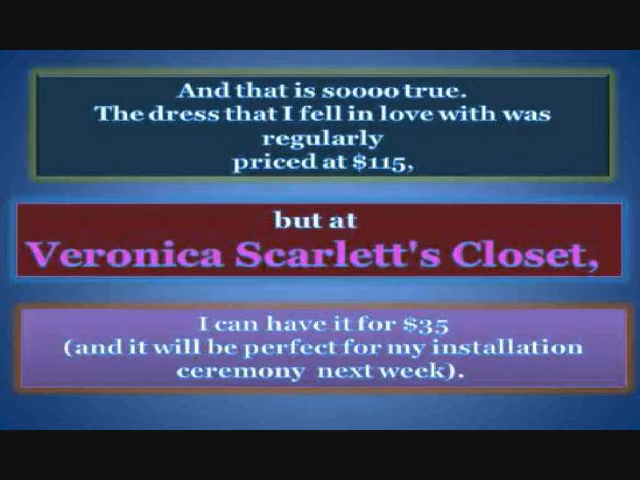 And that is soooo true.
The dress that I fell in love with was
regularly
priced at $115,
but at
Veronica Scarlett's Closet,
I can have it for $35
(and it will be perfect for my installation
ceremony next week).